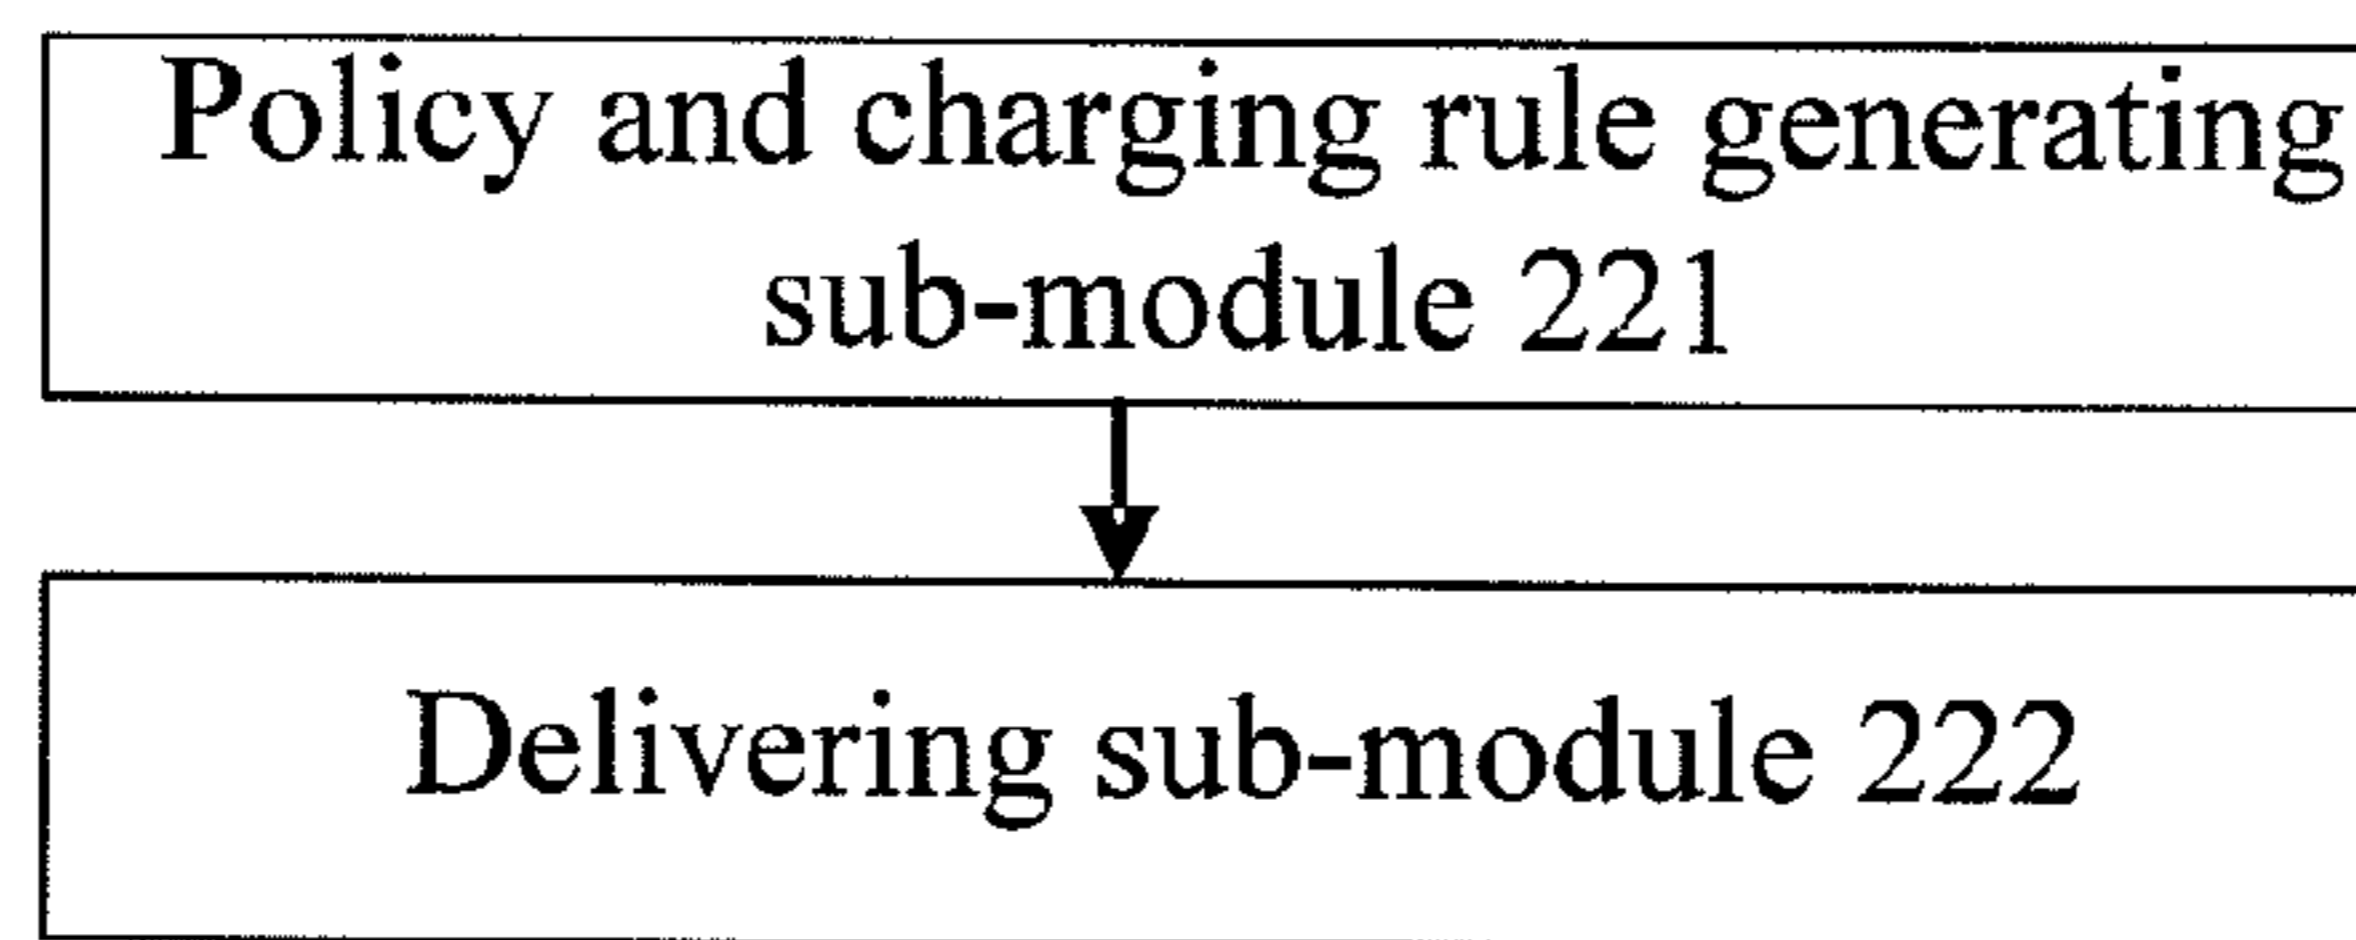 Policy and charging rule generating
sub-module 221
Delivering sub-module 222